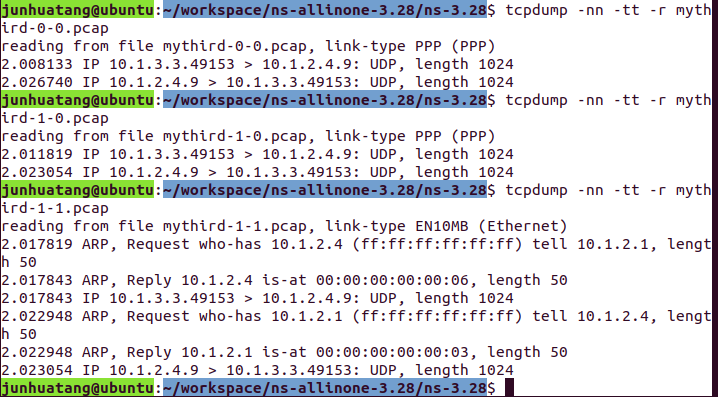 junhuatang@ubuntu:~/workspace/ns-allinone-3.28/ns-3.28$ tcpdump -nn -tt -r myth
ird-0-0.pcap
reading from file mythird-0-0.pcap, link-type PPP (PPP)
2.008133 IP 10.1.3.3.49153 > 10.1.2.4.9: UDP, length 1024
2.026740 IP 10.1.2.4.9 > 10.1.3.3.49153: UDP, length 1024
junhuatang@ubuntu:~/workspace/ns-allinone-3.28/ns-3.28$ tcpdump -nn -tt -r myth
ird-1-0.pcap
reading from file mythird-1-0.pcap, link-type PPP (PPP)
2.011819 IP 10.1.3.3.49153 > 10.1.2.4.9: UDP, length 1024
2.023054 IP 10.1.2.4.9 > 10.1.3.3.49153: UDP, length 1024
junhuatang@ubuntu:~/workspace/ns-allinone-3.28/ns-3.28$ tcpdump -nn -tt -r myth
ird-1-1.pcap
reading from file mythird-1-1.pcap, link-type EN10MB (Ethernet)
2.017819 ARP, Request who-has 10.1.2.4 (ff:ff:ff:ff:ff:ff) tell 10.1.2.1, lengt
h 50
2.017843 ARP, Reply 10.1.2.4 is-at 00:00:00:00:00:06, length 50
2.017843 IP 10.1.3.3.49153 > 10.1.2.4.9: UDP, length 1024
2.022948 ARP, Request who-has 10.1.2.1 (ff:ff:ff:ff:ff:ff) tell 10.1.2.4, lengt
h 50
2.022948 ARP, Reply 10.1.2.1 is-at 00:00:00:00:00:03, length 50
2.023054 IP 10.1.2.4.9 > 10.1.3.3.49153: UDP, length 1024
junhuatang@ubuntu:~/workspace/ns-allinone-3.28/ns-3.28$